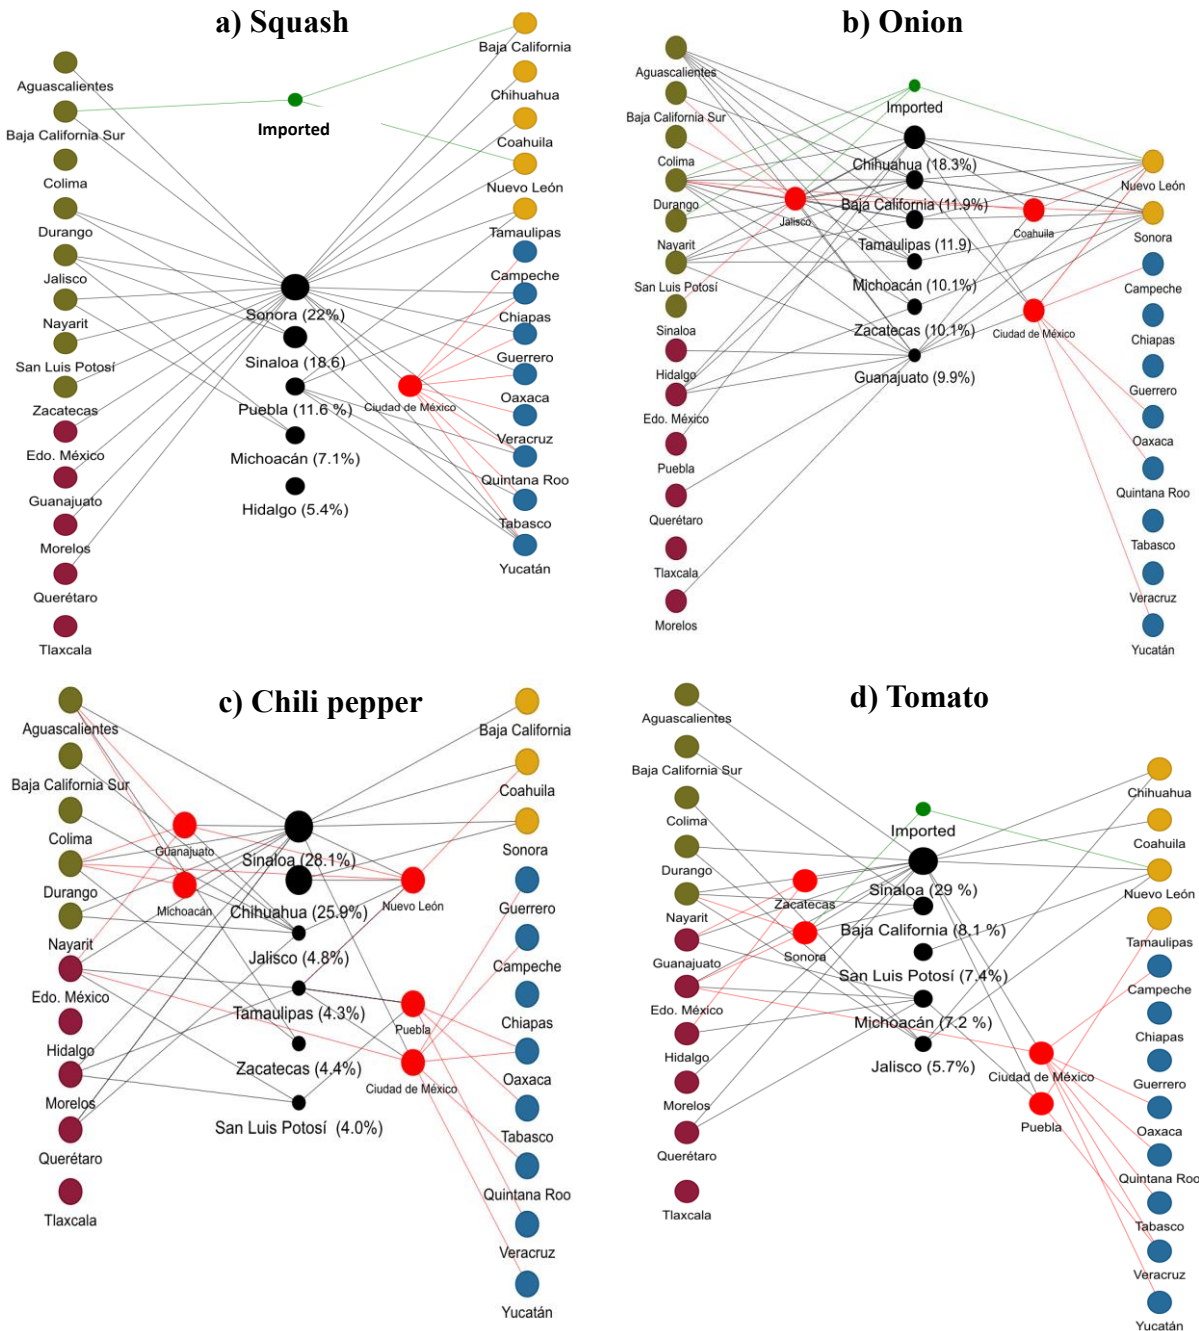 a) Squash
Aguascalientes
Baja California Sur
Colima
Durango
Jalisco
Nayarit
San Luis Potosí
Zacatecas
Edo. México
Guanajuato
Morelos
Querétaro
Tlaxcala
Imported
Sonora (22%)
Sinaloa (18.6)
Puebla (11.6 %)
Michoacán (7.1%)
Hidalgo (5.4%)
Ciudad de México
Baja California
Chihuahua
Coahuila
Nuevo León
Tamaulipas
Campeche
Chiapas
Guerrero
Oaxaca
Veracruz
Quintana Roo
Tabasco
Yucatán
b) Onion
Aguascalientes
Baja California Sur
Colima
Durango
Nayarit
San Luis Potosí
Sinaloa
Hidalgo
Edo. México
Puebla
Querétaro
Tlaxcala
Morelos
Jalisco
Imported
Chihuahua (18.3%)
Baja California (11.9%)
Tamaulipas (11.9)
Michoacán (10.1%)
Zacatecas (10.1%)
Guanajuato (9.9%)
Coahuila
Ciudad de México
Nuevo León
Sonora
Campeche
Chiapas
Guerrero
Oaxaca
Quintana Roo
Tabasco
Veracruz
Yucatán
c) Chili pepper
Aguascalientes
Baja California Sur
Colima
Durango
Nayarit
Edo. México
Hidalgo
Morelos
Querétaro
Tlaxcala
Guanajuato
Michoacán
Sinaloa (28.1%)
Chihuahua (25.9%)
Jalisco (4.8%)
Tamaulipas (4.3%)
Zacatecas (4.4%)
San Luis Potosí (4.0%)
Nuevo León
Puebla
Ciudad de México
Baja California
Coahuila
Sonora
Guerrero
Campeche
Chiapas
Oaxaca
Tabasco
Quintana Roo
Veracruz
Yucatán
d) Tomato
Aguascalientes
Baja California Sur
Colima
Durango
Nayarit
Guanajuato
Edo. México
Hidalgo
Morelos
Querétaro
Tlaxcala
Zacatecas
Sonora
Imported
Sinaloa (29 %)
Baja California (8,1 %)
San Luis Potosí (7.4%)
Michoacán (7.2 %)
Jalisco (5.7%)
Ciudad de México
Puebla
Chihuahua
Coahuila
Nuevo León
Tamaulipas
Campeche
Chiapas
Guerrero
Oaxaca
Quintana Roo
Tabasco
Veracruz
Yucatán